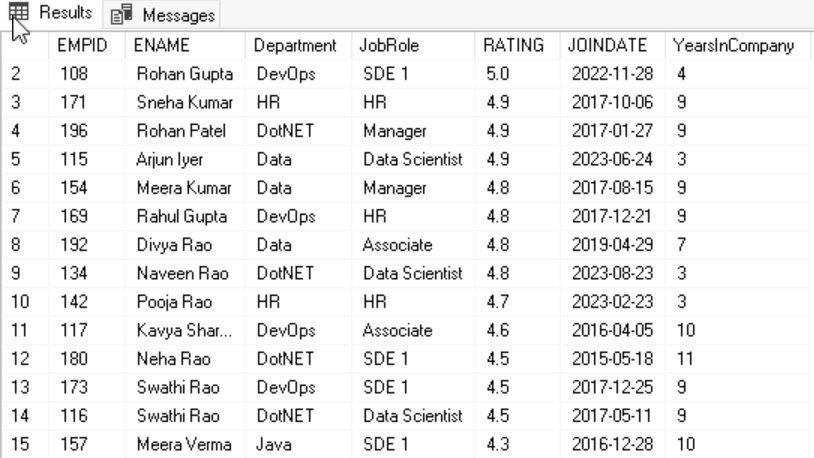 Results Messages
EMPID ENAME Department JobRole RATING JOINDATE YearsInCompany
2 108 Rohan Gupta DevOps SDE 1 5.0 2022-11-28 4
3 171 Sneha Kumar HR HR 4.9 2017-10-06 9
4 196 Rohan Patel DotNET Manager 4.9 2017-01-27 9
5 115 Arjun Iyer Data Data Scientist 4.9 2023-06-24 3
6 154 Meera Kumar Data Manager 4.8 2017-08-15 9
7 169 Rahul Gupta DevOps HR 4.8 2017-12-21 9
8 192 Divya Rao Data Associate 4.8 2019-04-29 7
9 134 Naveen Rao DotNET Data Scientist 4.8 2023-08-23 3
10 142 Pooja Rao HR HR 4.7 2023-02-23 3
11 117 Kavya Shar... DevOps Associate 4.6 2016-04-05 10
12 180 Neha Rao DotNET SDE 1 4.5 2015-05-18 11
13 173 Swathi Rao DevOps SDE 1 4.5 2017-12-25 9
14 116 Swathi Rao DotNET Data Scientist 4.5 2017-05-11 9
15 157 Meera Verma Java SDE 1 4.3 2016-12-28 10